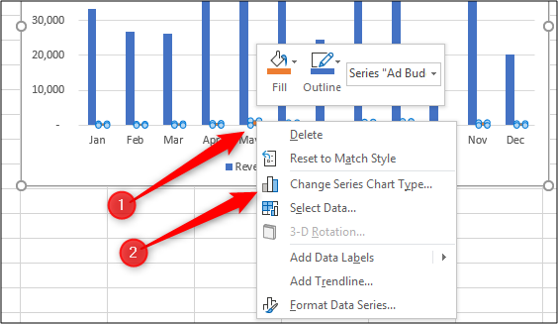 30,000
20,000
10,000
-
Jan Feb Mar Apr May Nov Dec
Reve
Fill Outline Series "Ad Bud
Delete
Reset to Match Style
Change Series Chart Type...
Select Data...
3-D Rotation...
Add Data Labels
Add Trendline...
Format Data Series...
1
2